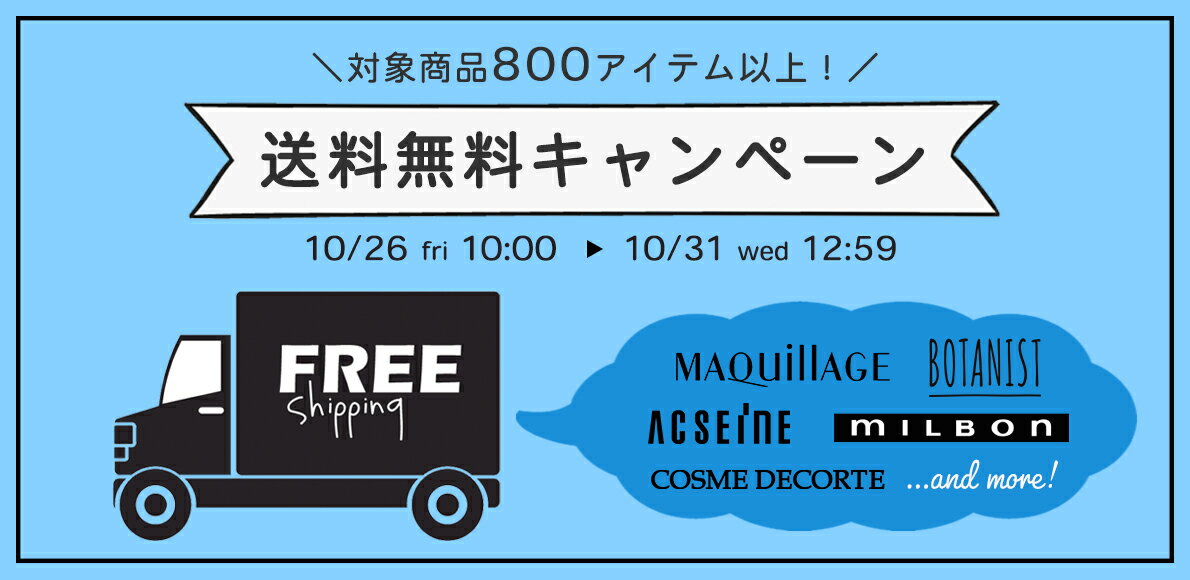 ＼対象商品800アイテム以上！／
送料無料キャンペーン
10/26 fri 10:00 ▶ 10/31 wed 12:59
FREE
Shipping
MAQuillAGE
BOTANIST
ACSEINE
MILBON
COSME DECORTE
...and more!